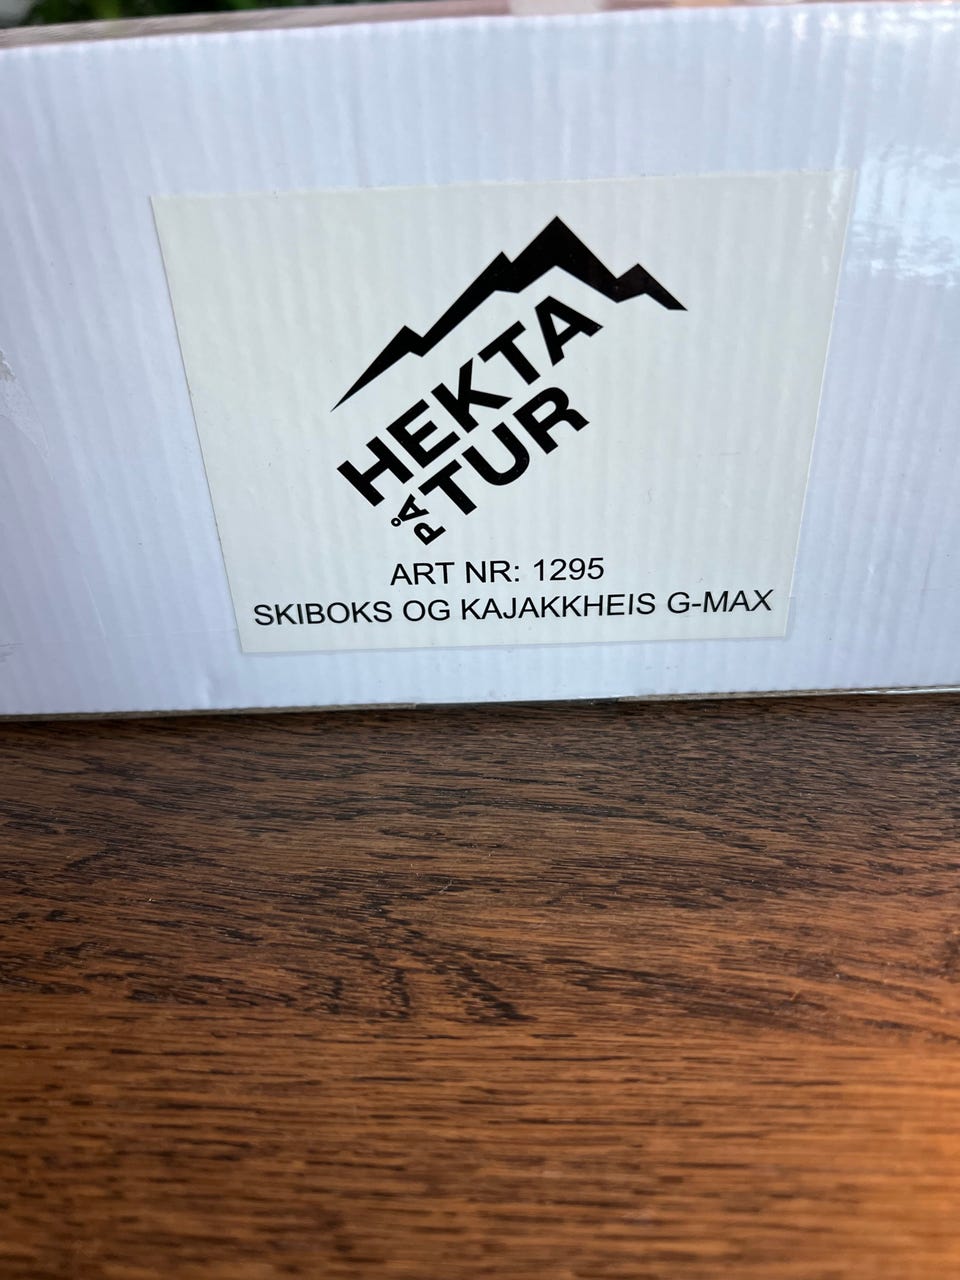 HEKTA
PÅ TUR
ART NR: 1295
SKIBOKS OG KAJAKKHEIS G-MAX